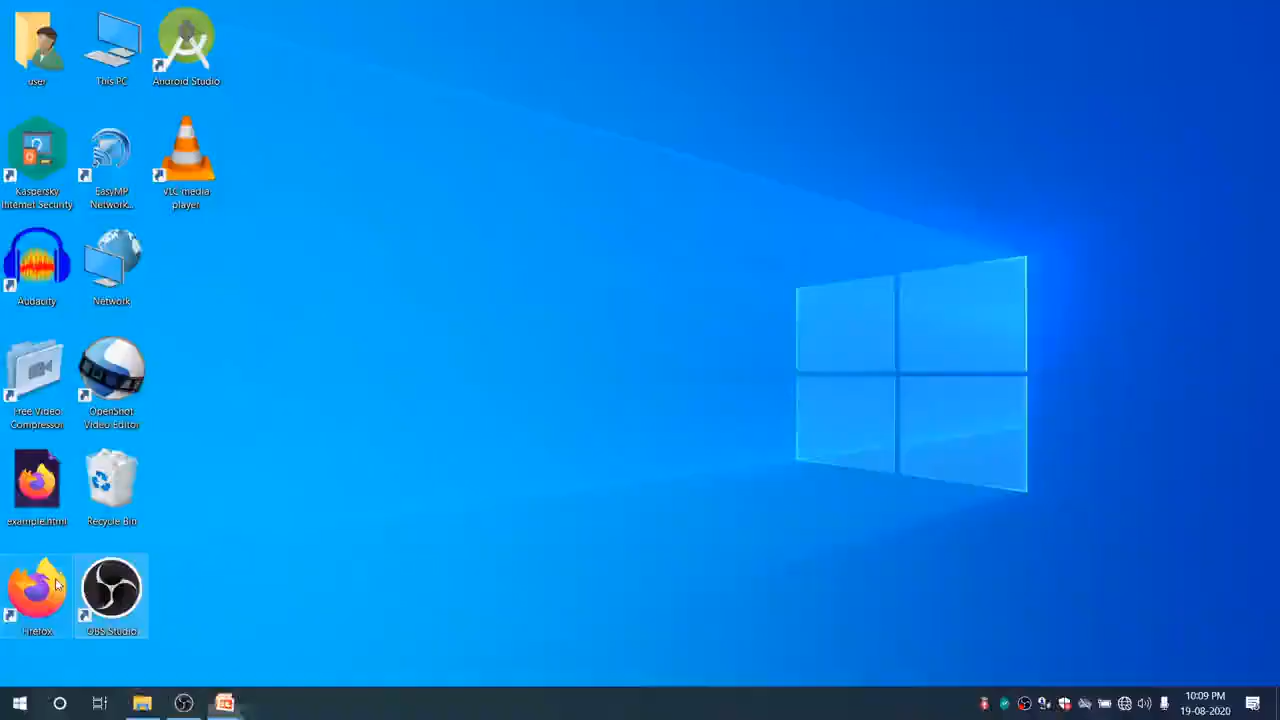 user
This PC
Android Studio
Kaspersky
Internet Security
EasyMP
Network...
VLC media
player
Audacity
Network
Free Video
Compressor
OpenShot
Video Editor
example.html
Recycle Bin
Firefox
OBS Studio
10:09 PM
19-08-2020